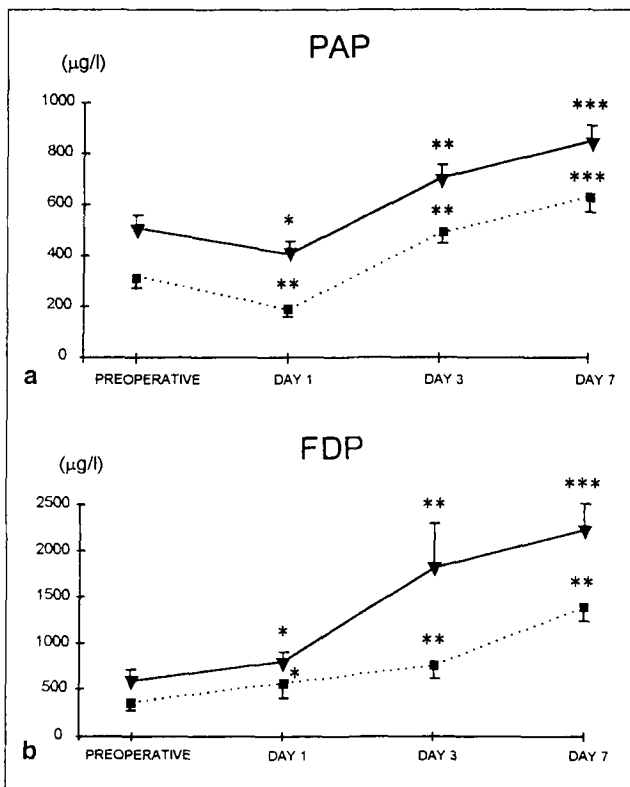 PAP
(μg/l)
1000
800
600
400
200
0
* ** ***
** ** ***
PREOPERATIVE DAY 1 DAY 3 DAY 7
a
FDP
(μg/l)
2500
2000
1500
1000
500
0
* ** ***
* ** **
PREOPERATIVE DAY 1 DAY 3 DAY 7
b